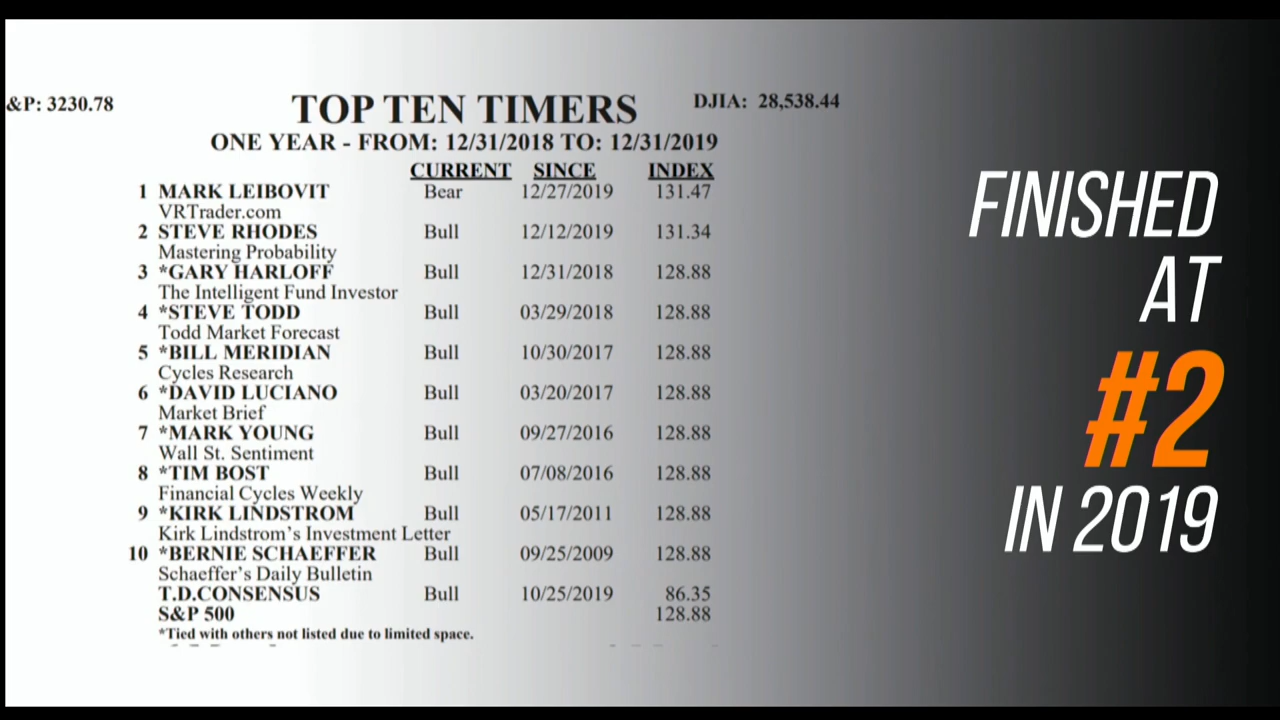 &P: 3230.78
TOP TEN TIMERS
DJIA: 28,538.44
ONE YEAR - FROM: 12/31/2018 TO: 12/31/2019
CURRENT SINCE INDEX
1 MARK LEIBOVIT Bear 12/27/2019 131.47
VRTrader.com
2 STEVE RHODES Bull 12/12/2019 131.34
Mastering Probability
3 *GARY HARLOFF Bull 12/31/2018 128.88
The Intelligent Fund Investor
4 *STEVE TODD Bull 03/29/2018 128.88
Todd Market Forecast
5 *BILL MERIDIAN Bull 10/30/2017 128.88
Cycles Research
6 *DAVID LUCIANO Bull 03/20/2017 128.88
Market Brief
7 *MARK YOUNG Bull 09/27/2016 128.88
Wall St. Sentiment
8 *TIM BOST Bull 07/08/2016 128.88
Financial Cycles Weekly
9 *KIRK LINDSTROM Bull 05/17/2011 128.88
Kirk Lindstrom's Investment Letter
10 *BERNIE SCHAEFFER Bull 09/25/2009 128.88
Schaeffer's Daily Bulletin
T.D.CONSENSUS Bull 10/25/2019 86.35
S&P 500 128.88
*Tied with others not listed due to limited space.
FINISHED
AT
#2
IN 2019